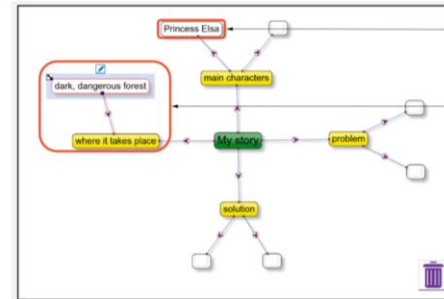 Princess Elsa
main characters
dark, dangerous forest
where it takes place
My story
problem
solution